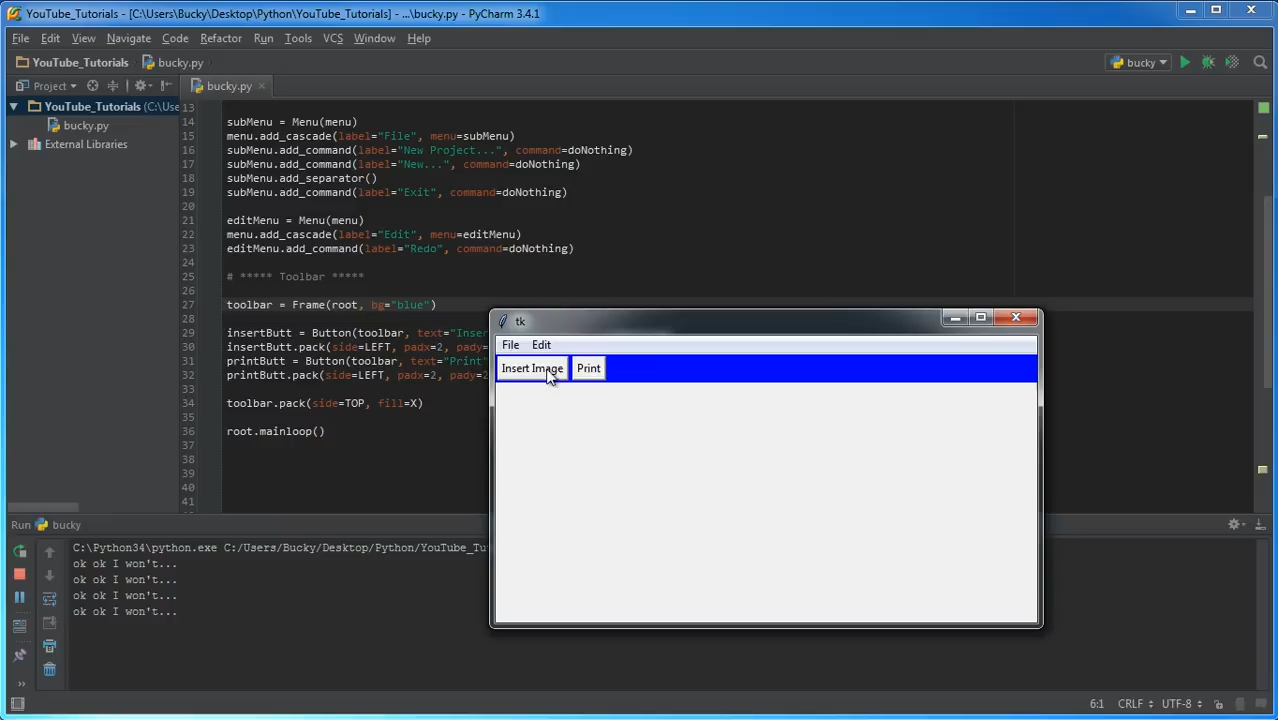 YouTube_Tutorials - [C:\Users\Bucky\Desktop\Python\YouTube_Tutorials] - ...\bucky.py - PyCharm 3.4.1
File Edit View Navigate Code Refactor Run Tools VCS Window Help
YouTube_Tutorials bucky.py bucky
Project bucky.py
YouTube_Tutorials (C:\Use
bucky.py
External Libraries
13
14 subMenu = Menu(menu)
15 menu.add_cascade(label="File", menu=subMenu)
16 subMenu.add_command(label="New Project...", command=doNothing)
17 subMenu.add_command(label="New...", command=doNothing)
18 subMenu.add_separator()
19 subMenu.add_command(label="Exit", command=doNothing)
20
21 editMenu = Menu(menu)
22 menu.add_cascade(label="Edit", menu=editMenu)
23 editMenu.add_command(label="Redo", command=doNothing)
24
25 # ***** Toolbar *****
26
27 toolbar = Frame(root, bg="blue")
28
29 insertButt = Button(toolbar, text="Inser
30 insertButt.pack(side=LEFT, padx=2, pady=
31 printButt = Button(toolbar, text="Print"
32 printButt.pack(side=LEFT, padx=2, pady=2
33
34 toolbar.pack(side=TOP, fill=X)
35
36 root.mainloop()
37
38
39
40
41
tk
File Edit
Insert Image Print
Run bucky
C:\Python34\python.exe C:/Users/Bucky/Desktop/Python/YouTube_Tu
ok ok I won't...
ok ok I won't...
ok ok I won't...
ok ok I won't...
6:1 CRLF UTF-8